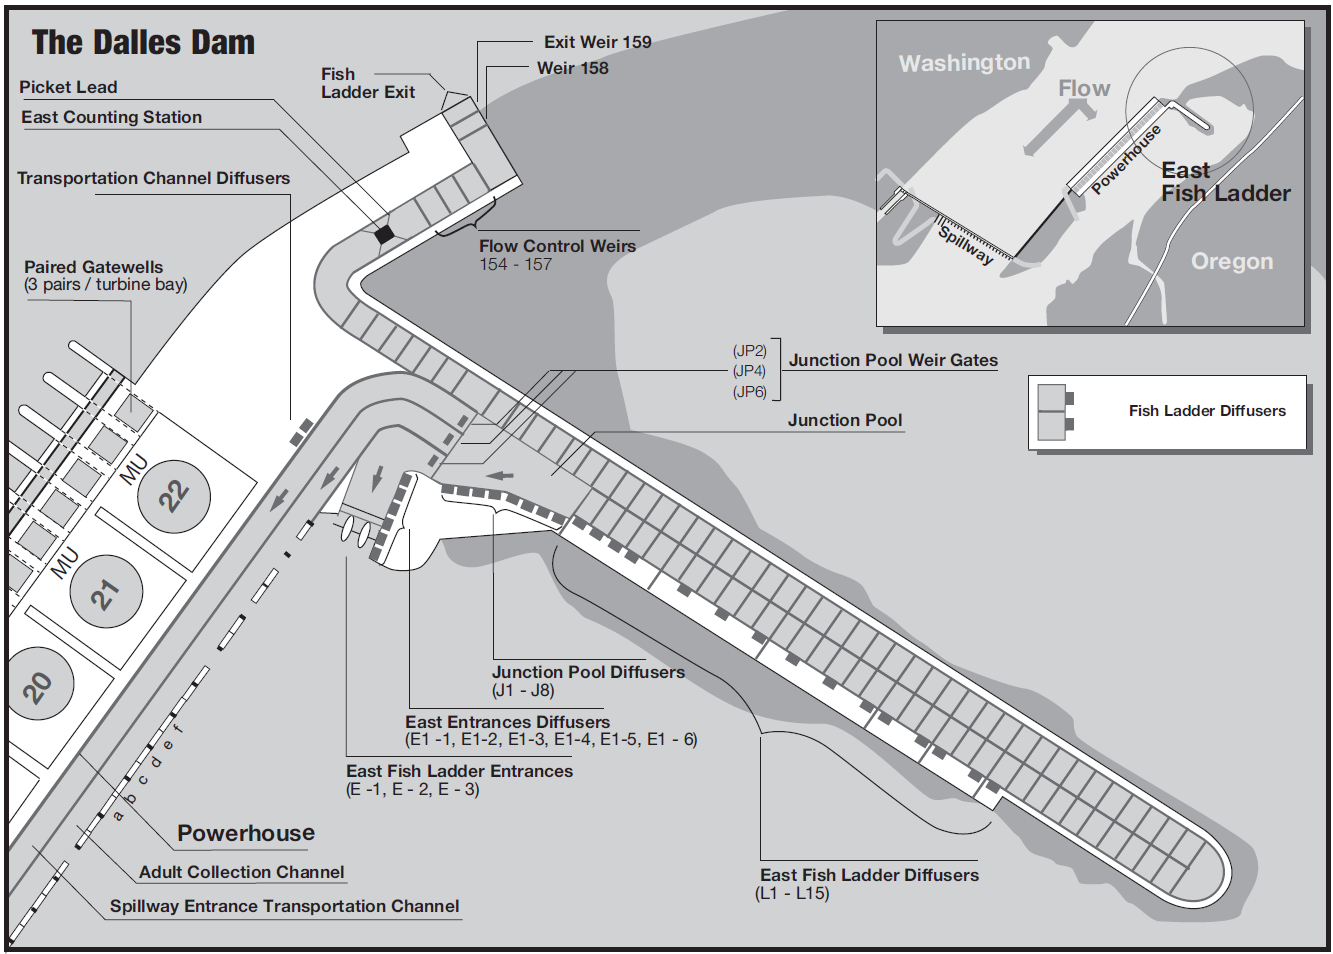 The Dalles Dam
Picket Lead
East Counting Station
Transportation Channel Diffusers
Paired Gatewells
(3 pairs / turbine bay)
Fish
Ladder Exit
Exit Weir 159
Weir 158
Flow Control Weirs
154 - 157
Washington
Flow
Powerhouse
East
Fish Ladder
Spillway
Oregon
(JP2)
(JP4)
(JP6)
Junction Pool Weir Gates
Junction Pool
Fish Ladder Diffusers
MU
22
MU
21
20
Junction Pool Diffusers
(J1 - J8)
East Entrances Diffusers
(E1 -1, E1-2, E1-3, E1-4, E1-5, E1 - 6)
East Fish Ladder Entrances
(E -1, E - 2, E - 3)
a b c d e f
Powerhouse
Adult Collection Channel
Spillway Entrance Transportation Channel
East Fish Ladder Diffusers
(L1 - L15)